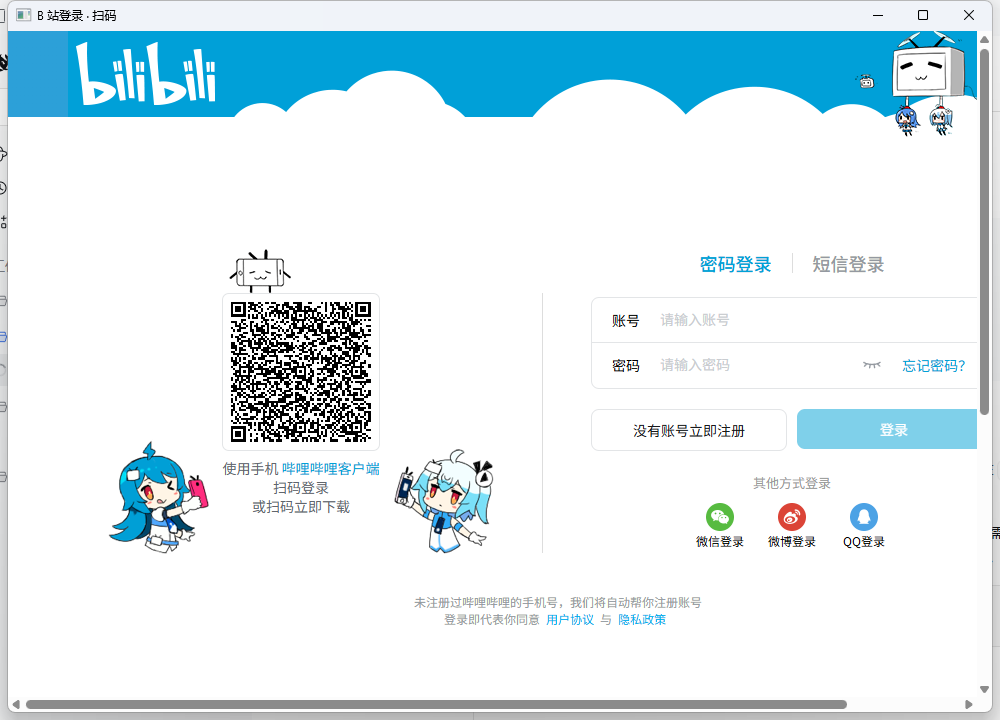 B 站登录 · 扫码
bilibili
密码登录
短信登录
账号 请输入账号
密码 请输入密码 忘记密码?
没有账号立即注册
登录
使用手机 哔哩哔哩客户端
扫码登录
或扫码立即下载
其他方式登录
微信登录
微博登录
QQ登录
未注册过哔哩哔哩的手机号，我们将自动帮你注册账号
登录即代表你同意 用户协议 与 隐私政策